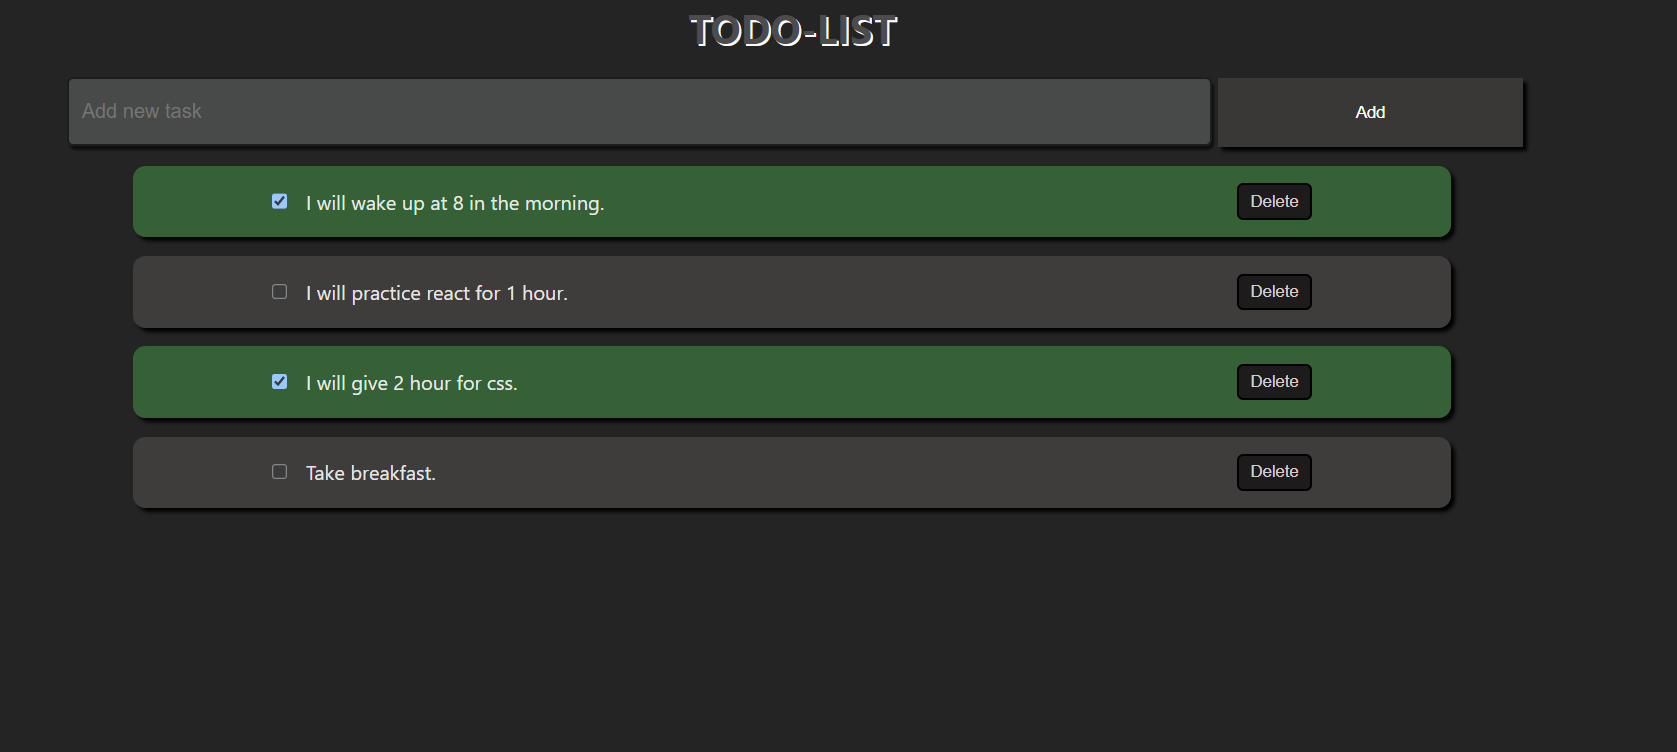 TODO-LIST
Add new task
Add
I will wake up at 8 in the morning.
Delete
I will practice react for 1 hour.
Delete
I will give 2 hour for css.
Delete
Take breakfast.
Delete